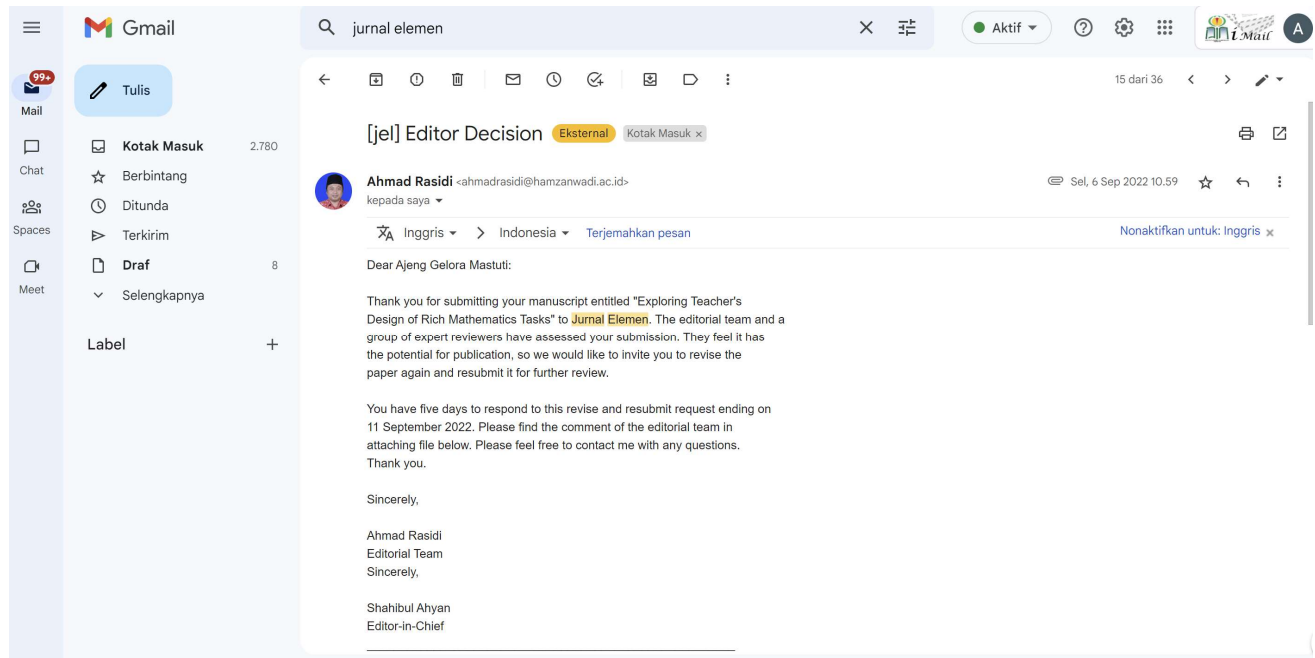 Gmail
jurnal elemen
Aktif
i Mail
A
99+
Mail
Chat
Spaces
Meet
Tulis
Kotak Masuk 2.780
Berbintang
Ditunda
Terkirim
Draf 8
Selengkapnya
Label +
15 dari 36
[jel] Editor Decision Eksternal Kotak Masuk ×
Ahmad Rasidi <ahmadrasidi@hamzanwadi.ac.id> Sel, 6 Sep 2022 10.59
kepada saya
Inggris > Indonesia Terjemahkan pesan Nonaktifkan untuk: Inggris ×
Dear Ajeng Gelora Mastuti:
Thank you for submitting your manuscript entitled "Exploring Teacher's
Design of Rich Mathematics Tasks" to Jurnal Elemen. The editorial team and a
group of expert reviewers have assessed your submission. They feel it has
the potential for publication, so we would like to invite you to revise the
paper again and resubmit it for further review.
You have five days to respond to this revise and resubmit request ending on
11 September 2022. Please find the comment of the editorial team in
attaching file below. Please feel free to contact me with any questions.
Thank you.
Sincerely,
Ahmad Rasidi
Editorial Team
Sincerely,
Shahibul Ahyan
Editor-in-Chief